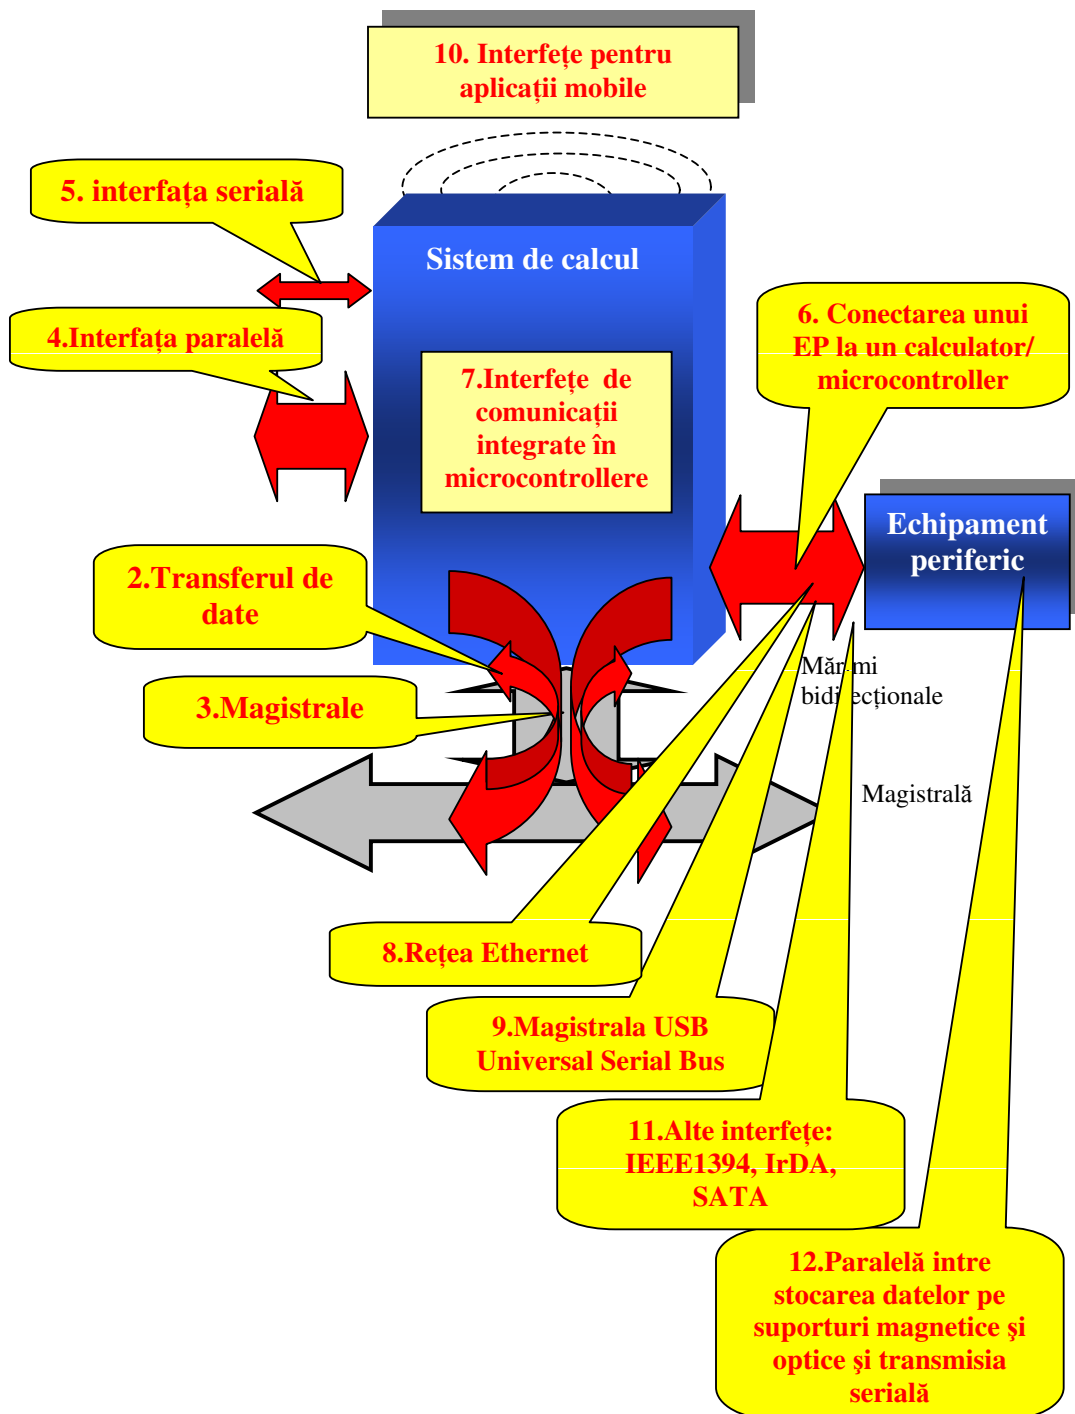 10. Interfețe pentru
aplicații mobile
5. interfața serială
Sistem de calcul
4.Interfața paralelă
6. Conectarea unui
EP la un calculator/
microcontroller
7.Interfețe de
comunicații
integrate în
microcontrollere
Echipament
periferic
2.Transferul de
date
3.Magistrale
bidirecționale
Magistrală
8.Rețea Ethernet
9.Magistrala USB
Universal Serial Bus
11.Alte interfețe:
IEEE1394, IrDA,
SATA
12.Paralelă intre
stocarea datelor pe
suporturi magnetice şi
optice şi transmisia
serială